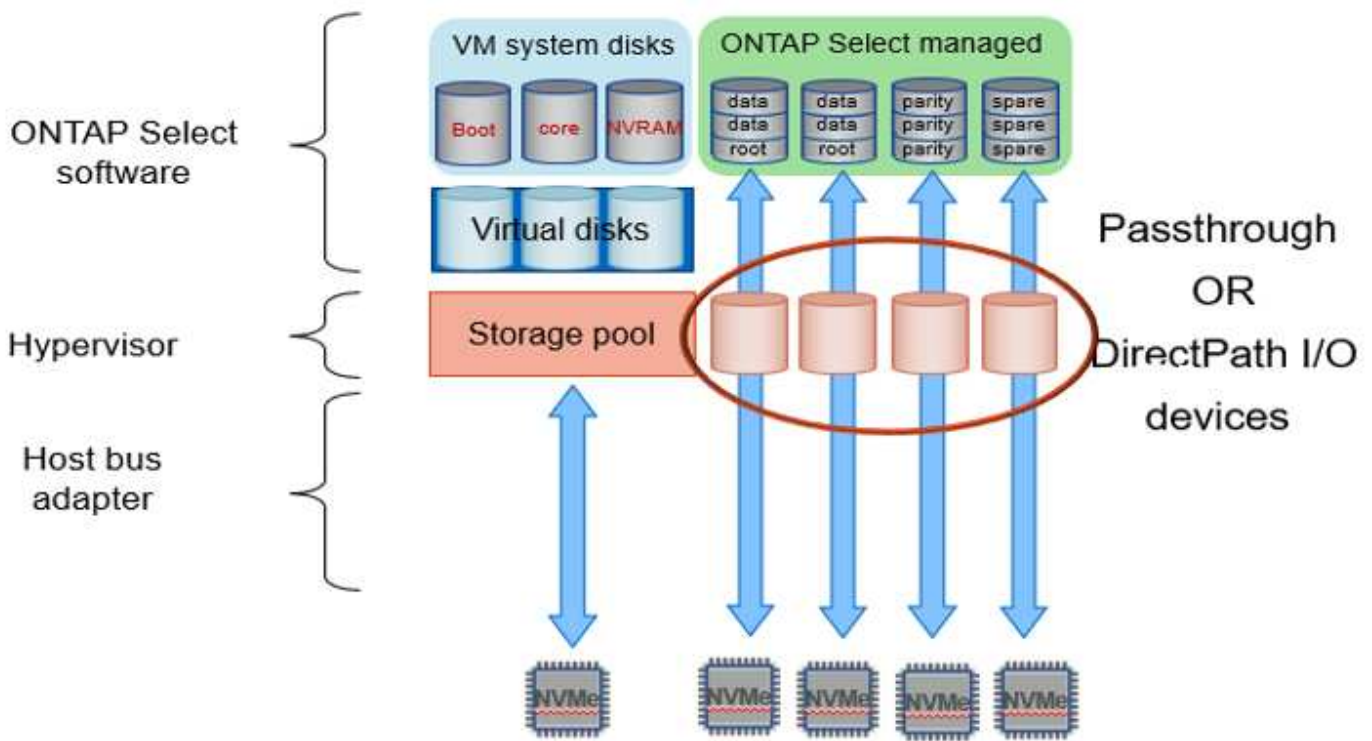 VM system disks
ONTAP Select managed
Boot
core
NVRAM
data
data
root
data
data
root
parity
parity
parity
spare
spare
spare
ONTAP Select
software
Virtual disks
Passthrough
OR
DirectPath I/O
devices
Hypervisor
Storage pool
Host bus
adapter
NVMe
NVMe
NVMe
NVMe
NVMe